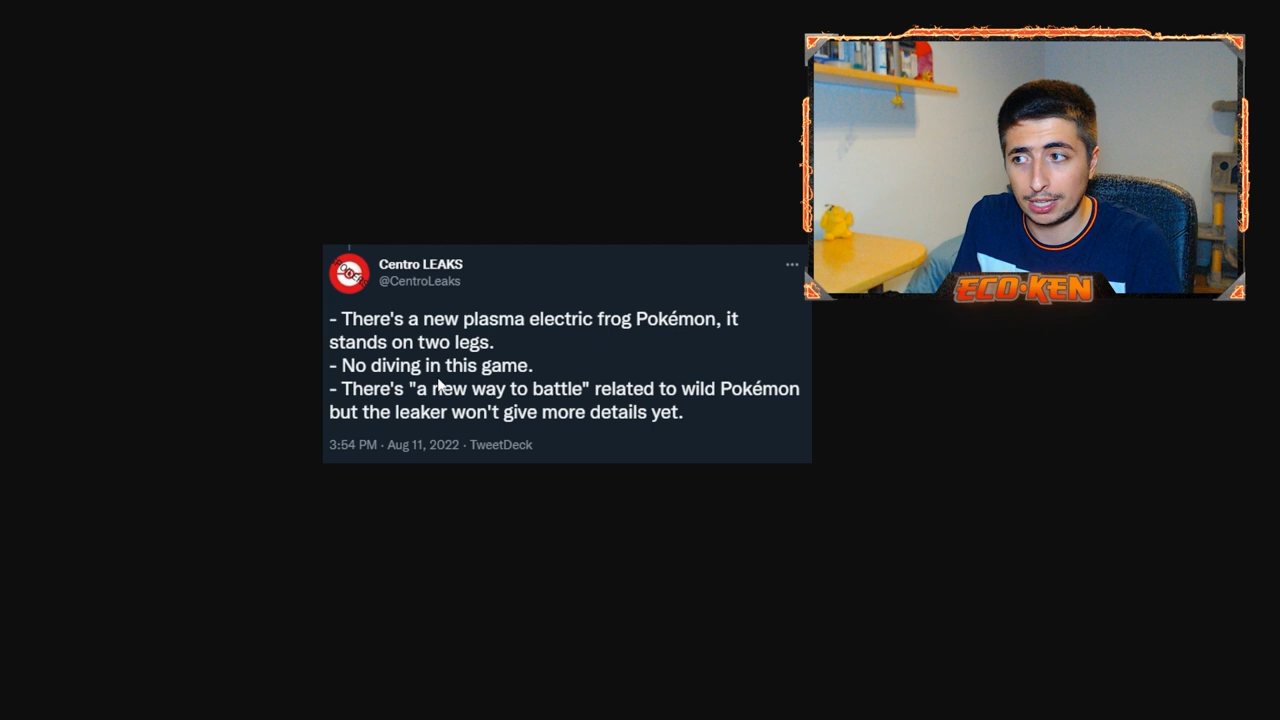 ECO·KEN
Centro LEAKS
@CentroLeaks
- There's a new plasma electric frog Pokémon, it
stands on two legs.
- No diving in this game.
- There's "a new way to battle" related to wild Pokémon
but the leaker won't give more details yet.
3:54 PM · Aug 11, 2022 · TweetDeck